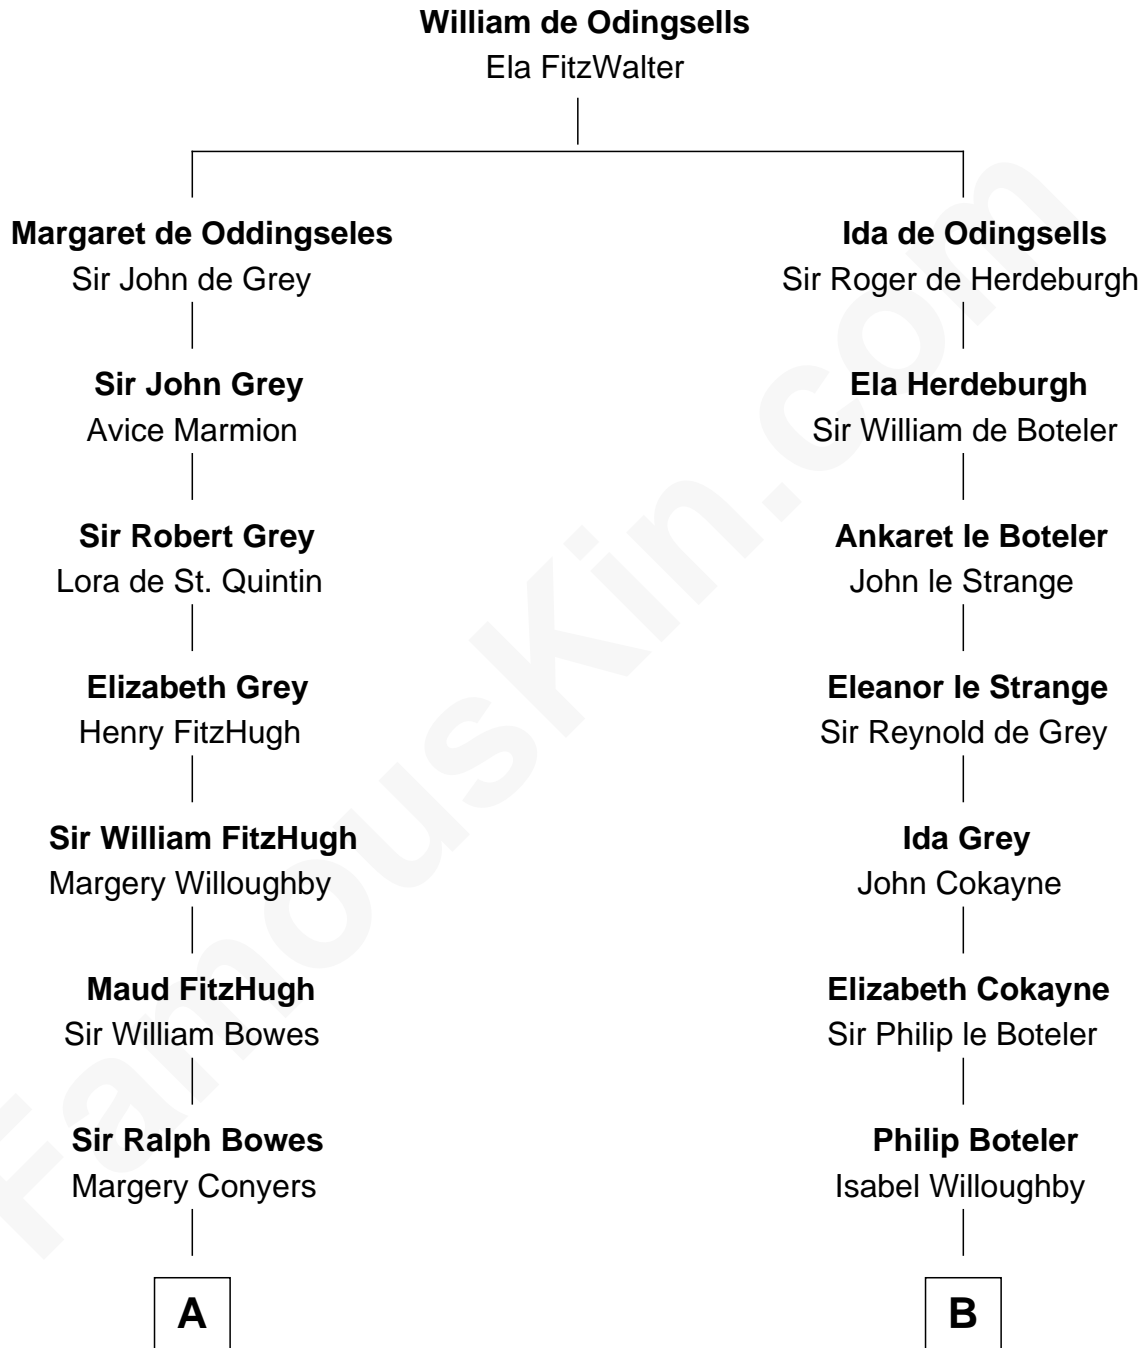 William de Odingsells
Ela FitzWalter
Margaret de Oddingseles
Sir John de Grey
Sir John Grey
Avice Marmion
Sir Robert Grey
Lora de St. Quintin
Elizabeth Grey
Henry FitzHugh
Sir William FitzHugh
Margery Willoughby
Maud FitzHugh
Sir William Bowes
Sir Ralph Bowes
Margery Conyers
A
Ida de Odingsells
Sir Roger de Herdeburgh
Ela Herdeburgh
Sir William de Boteler
Ankaret le Boteler
John le Strange
Eleanor le Strange
Sir Reynold de Grey
Ida Grey
John Cokayne
Elizabeth Cokayne
Sir Philip le Boteler
Philip Boteler
Isabel Willoughby
B
FamousKin.com